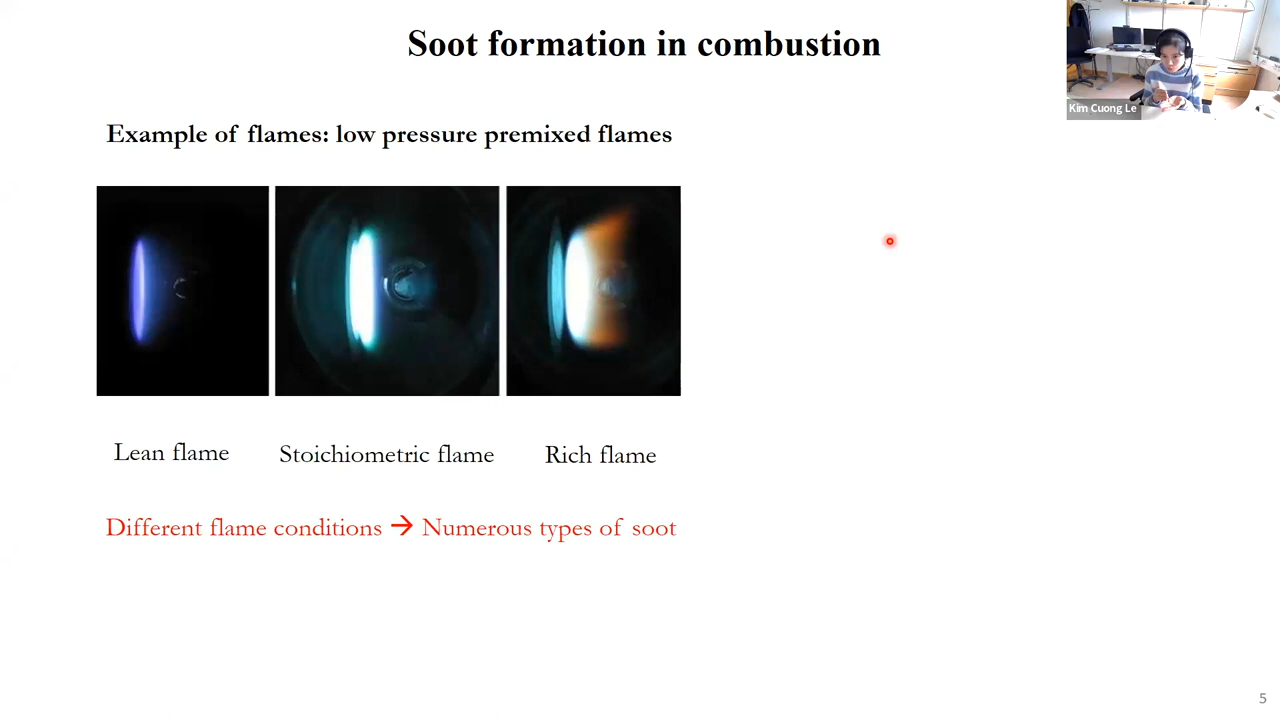 Soot formation in combustion
Kim Cuong Le
Example of flames: low pressure premixed flames
Lean flame
Stoichiometric flame
Rich flame
Different flame conditions → Numerous types of soot
5